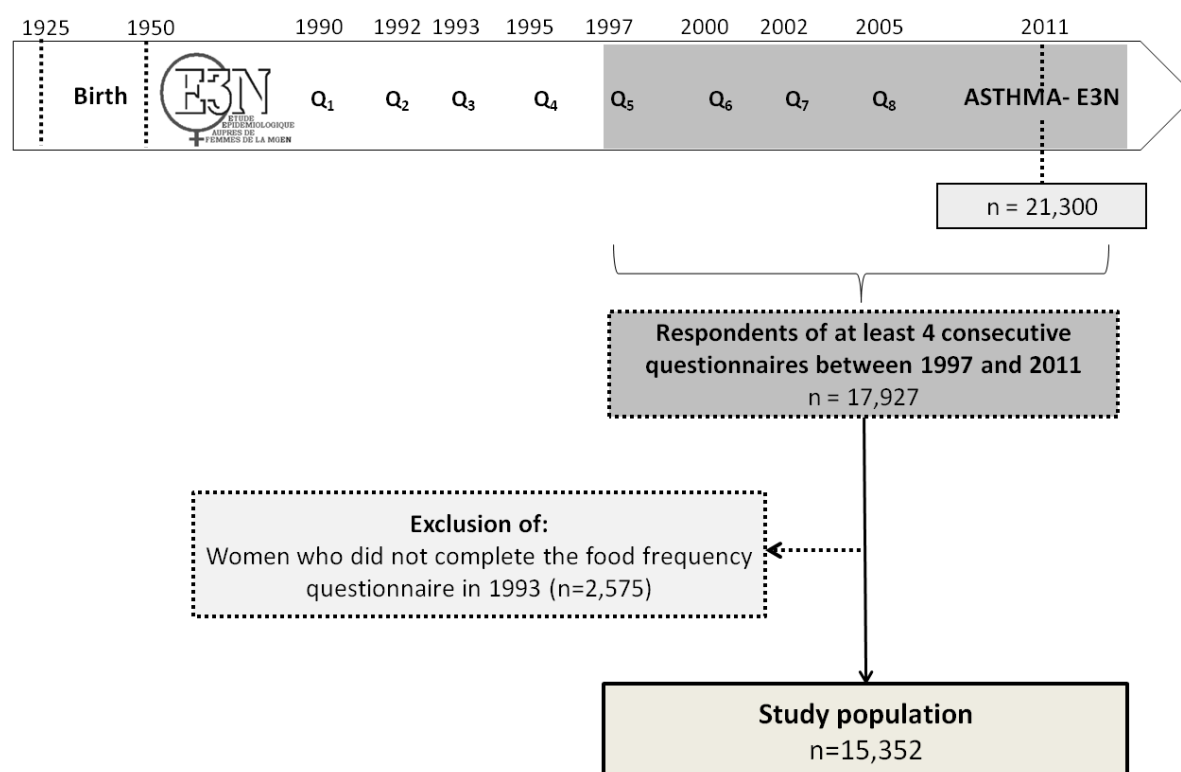 1925 1950 1990 1992 1993 1995 1997 2000 2002 2005 2011
Birth E3N Q₁ Q₂ Q₃ Q₄ Q₅ Q₆ Q₇ Q₈ ASTHMA- E3N
ETUDE
EPIDEMIOLOGIQUE
AUPRES DE
FEMMES DE LA MGEN
n = 21,300
Respondents of at least 4 consecutive
questionnaires between 1997 and 2011
n = 17,927
Exclusion of:
Women who did not complete the food frequency
questionnaire in 1993 (n=2,575)
Study population
n=15,352